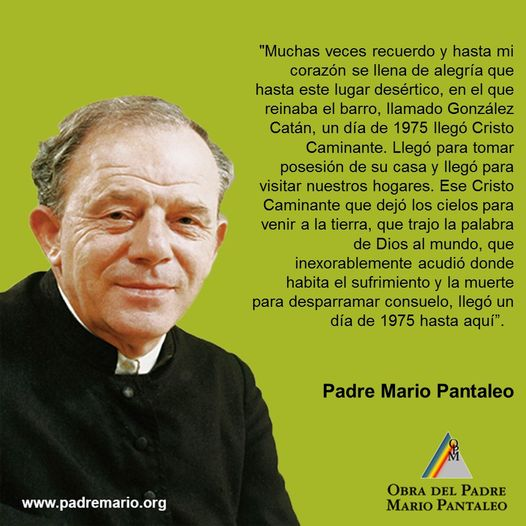 "Muchas veces recuerdo y hasta mi
corazón se llena de alegría que
hasta este lugar desértico, en el que
reinaba el barro, llamado González
Catán, un día de 1975 llegó Cristo
Caminante. Llegó para tomar
posesión de su casa y llegó para
visitar nuestros hogares. Ese Cristo
Caminante que dejó los cielos para
venir a la tierra, que trajo la palabra
de Dios al mundo, que
inexorablemente acudió donde
habita el sufrimiento y la muerte
para desparramar consuelo, llegó un
día de 1975 hasta aquí”.
Padre Mario Pantaleo
OPM
OBRA DEL PADRE
MARIO PANTALEO
www.padremario.org